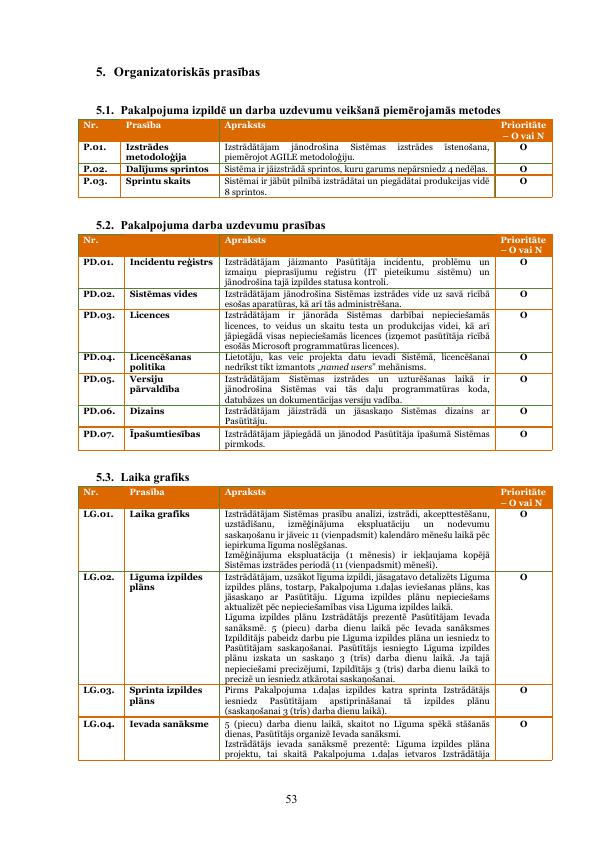 5. Organizatoriskās prasības
5.1. Pakalpojuma izpildē un darba uzdevumu veikšanā piemērojamās metodes
Nr. Prasība Apraksts Prioritāte
– O vai N
P.01. Izstrādes Izstrādātājam jānodrošina Sistēmas izstrādes īstenošana, O
metodoloģija piemērojot AGILE metodoloģiju.
P.02. Dalījums sprintos Sistēma ir jāizstrādā sprintos, kuru garums nepārsniedz 4 nedēļas. O
P.03. Sprintu skaits Sistēmai ir jābūt pilnībā izstrādātai un piegādātai produkcijas vidē O
8 sprintos.
5.2. Pakalpojuma darba uzdevumu prasības
Nr. Apraksts Prioritāte
– O vai N
PD.01. Incidentu reģistrs Izstrādātājam jāizmanto Pasūtītāja incidentu, problēmu un O
izmaiņu pieprasījumu reģistru (IT pieteikumu sistēmu) un
jānodrošina tajā izpildes statusa kontroli.
PD.02. Sistēmas vides Izstrādātājam jānodrošina Sistēmas izstrādes vide uz savā rīcībā O
esošas aparatūras, kā arī tās administrēšana.
PD.03. Licences Izstrādātājam ir jānorāda Sistēmas darbībai nepieciešamās O
licences, to veidus un skaitu testa un produkcijas videi, kā arī
jāpiegādā visas nepieciešamās licences (izņemot pasūtītāja rīcībā
esošās Microsoft programmatūras licences).
PD.04. Licencēšanas Lietotāju, kas veic projekta datu ievadi Sistēmā, licencēšanai O
politika nedrīkst tikt izmantots „named users” mehānisms.
PD.05. Versiju Izstrādātājam Sistēmas izstrādes un uzturēšanas laikā ir O
pārvaldība jānodrošina Sistēmas vai tās daļu programmatūras koda,
datubāzes un dokumentācijas versiju vadība.
PD.06. Dizains Izstrādātājam jāizstrādā un jāsaskaņo Sistēmas dizains ar O
Pasūtītāju.
PD.07. Īpašumtiesības Izstrādātājam jāpiegādā un jānodod Pasūtītāja īpašumā Sistēmas O
pirmkods.
5.3. Laika grafiks
Nr. Prasība Apraksts Prioritāte
– O vai N
LG.01. Laika grafiks Izstrādātājam Sistēmas prasību analīzi, izstrādi, akcepttestēšanu, O
uzstādīšanu, izmēģinājuma ekspluatāciju un nodevumu
saskaņošanu ir jāveic 11 (vienpadsmit) kalendāro mēnešu laikā pēc
iepirkuma līguma noslēgšanas.
Izmēģinājuma ekspluatācija (1 mēnesis) ir iekļaujama kopējā
Sistēmas izstrādes periodā (11 (vienpadsmit) mēneši).
LG.02. Līguma izpildes Izstrādātājam, uzsākot līguma izpildi, jāsagatavo detalizēts Līguma O
plāns izpildes plāns, tostarp, Pakalpojuma 1.daļas ieviešanas plāns, kas
jāsaskaņo ar Pasūtītāju. Līguma izpildes plānu nepieciešams
aktualizēt pēc nepieciešamības visa Līguma izpildes laikā.
Līguma izpildes plānu Izstrādātājs prezentē Pasūtītājam Ievada
sanāksmē. 5 (piecu) darba dienu laikā pēc Ievada sanāksmes
Izpildītājs pabeidz darbu pie Līguma izpildes plāna un iesniedz to
Pasūtītājam saskaņošanai. Pasūtītājs iesniegto Līguma izpildes
plānu izskata un saskaņo 3 (trīs) darba dienu laikā. Ja tajā
nepieciešami precizējumi, Izpildītājs 3 (trīs) darba dienu laikā to
precizē un iesniedz atkārtotai saskaņošanai.
LG.03. Sprinta izpildes Pirms Pakalpojuma 1.daļas izpildes katra sprinta Izstrādātājs O
plāns iesniedz Pasūtītājam apstiprināšanai tā izpildes plānu
(saskaņošanai 3 (trīs) darba dienu laikā).
LG.04. Ievada sanāksme 5 (piecu) darba dienu laikā, skaitot no Līguma spēkā stāšanās O
dienas, Pasūtītājs organizē Ievada sanāksmi.
Izstrādātājs ievada sanāksmē prezentē: Līguma izpildes plāna
projektu, tai skaitā Pakalpojuma 1.daļas ietvaros Izstrādātāja
53